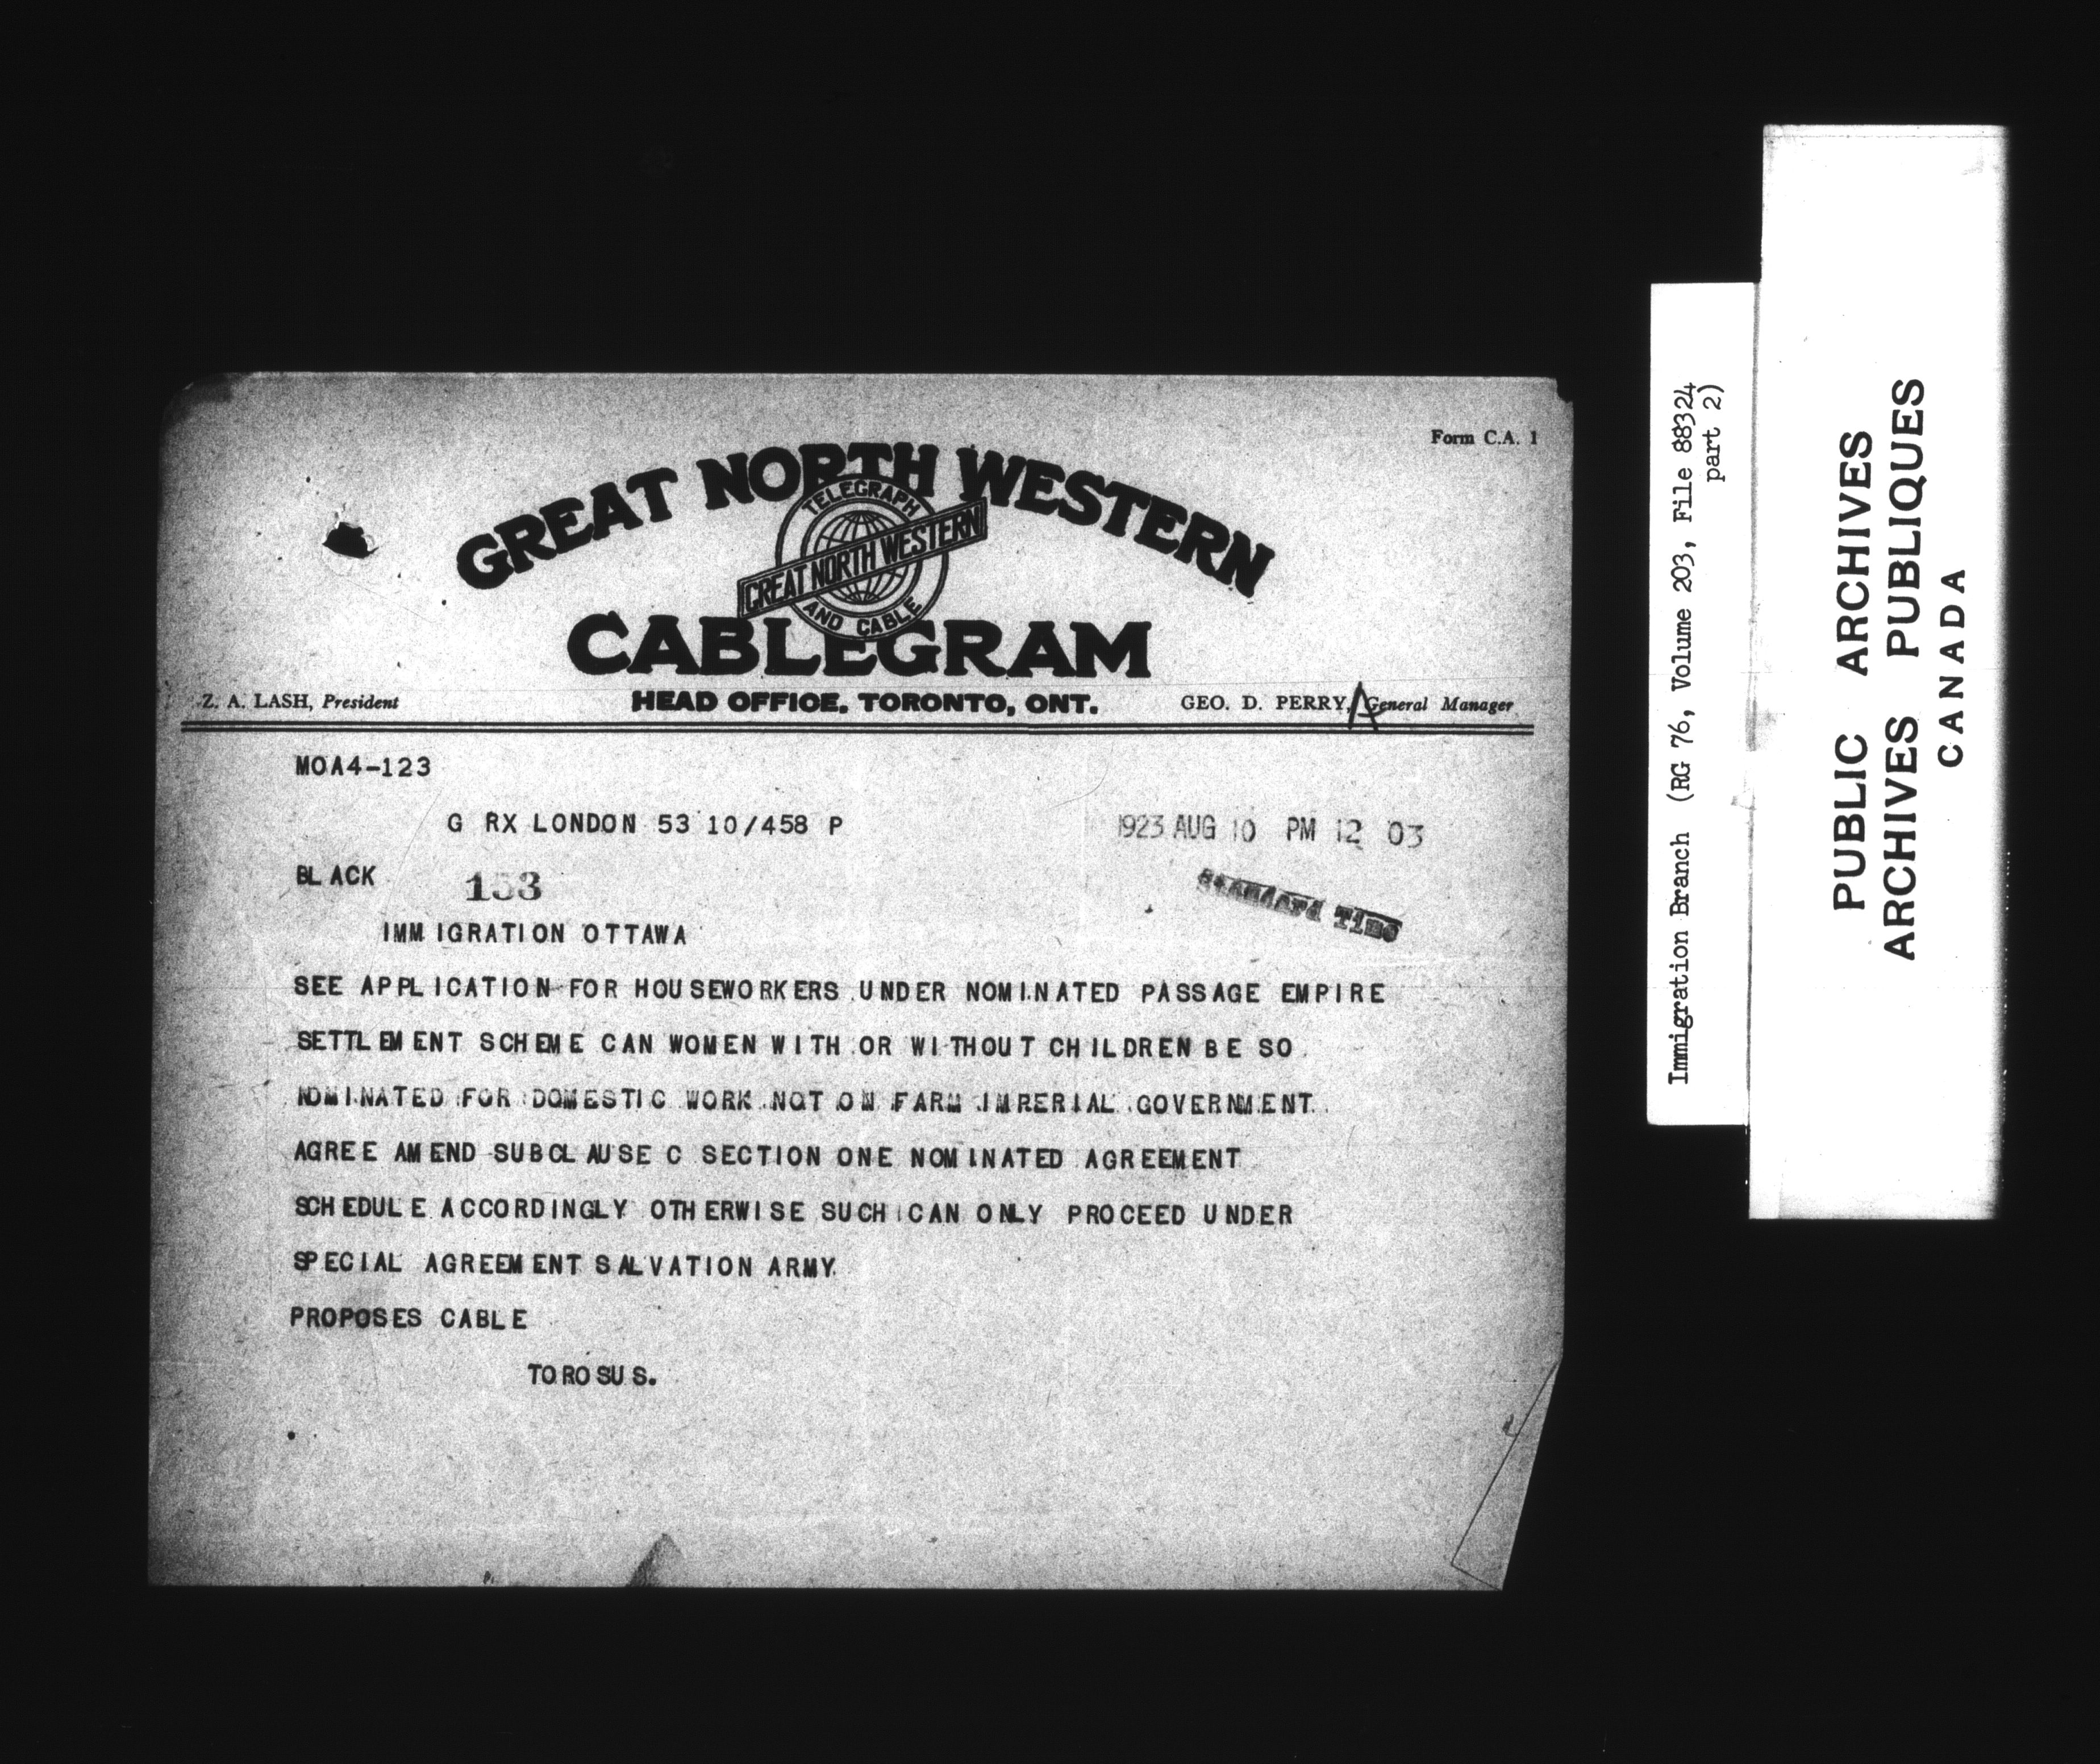 Form C.A. 1
GREAT NORTH WESTERN
TELEGRAPH
GREAT NORTH WESTERN
AND CABLE
CABLEGRAM
Z. A. LASH, President
HEAD OFFICE, TORONTO, ONT.
GEO. D. PERRY, General Manager
MOA4-123
G RX LONDON 53 10/458 P
1923 AUG 10 PM 12 03
BLACK
Standard Time
IMMIGRATION OTTAWA
SEE APPLICATION FOR HOUSEWORKERS UNDER NOMINATED PASSAGE EMPIRE
SETTLEMENT SCHEME CAN WOMEN WITH OR WITHOUT CHILDREN BE SO
NOMINATED FOR DOMESTIC WORK NOT ON FARM IMRERIAL GOVERNMENT
AGREE AMEND SUBCLAUSE C SECTION ONE NOMINATED AGREEMENT
SCHEDULE ACCORDINGLY OTHERWISE SUCH CAN ONLY PROCEED UNDER
SPECIAL AGREEMENT SALVATION ARMY
PROPOSES CABLE
TOROSUS.
Immigration Branch (RG 76, Volume 203, File 88324
part 2)
PUBLIC ARCHIVES
ARCHIVES PUBLIQUES
CANADA